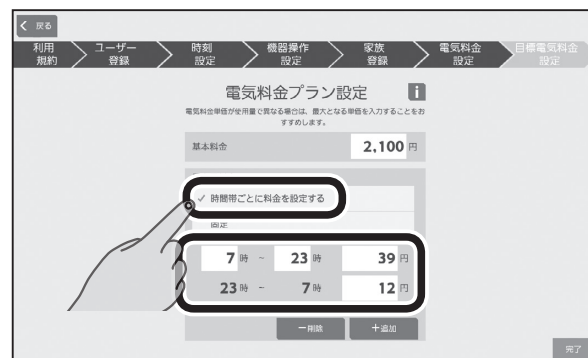 戻る
利用規約
ユーザー登録
時刻設定
機器操作設定
家族登録
電気料金設定
目標電気料金設定
電気料金プラン設定 i
電気料金単価が使用量で異なる場合は、最大となる単価を入力することをお
すすめします。
基本料金 2,100 円
✓ 時間帯ごとに料金を設定する
7 時 ~ 23 時 39 円
23 時 ~ 7 時 12 円
－削除 ＋追加
完了